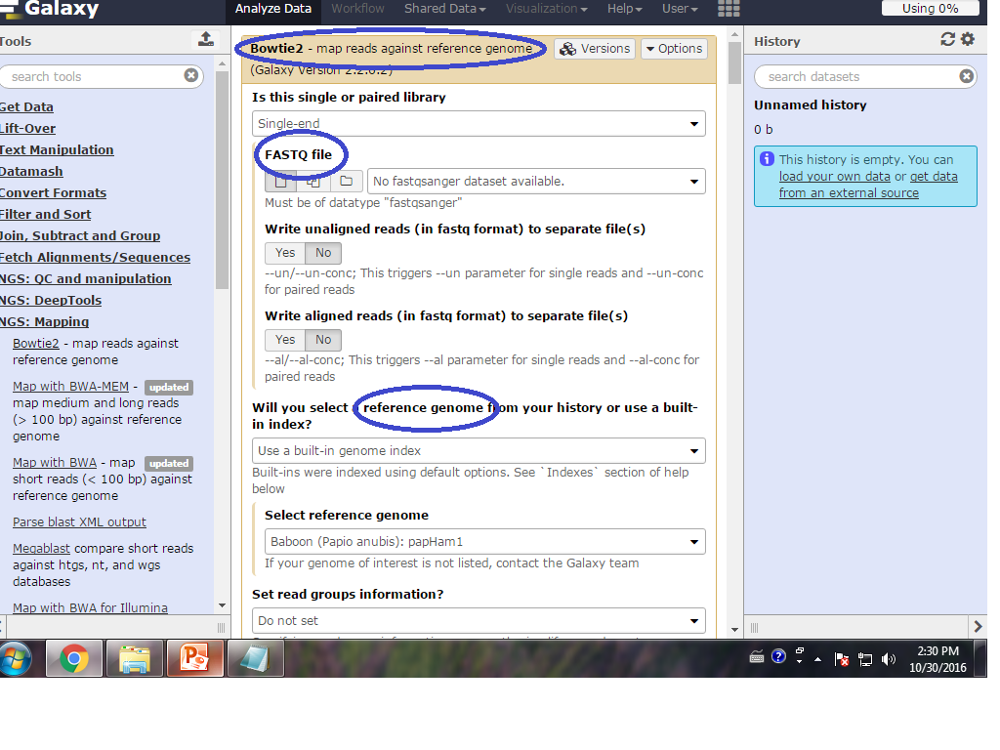 Galaxy
Analyze Data
Workflow
Shared Data
Visualization
Help
User
Using 0%
Tools
search tools
Get Data
Lift-Over
Text Manipulation
Datamash
Convert Formats
Filter and Sort
Join, Subtract and Group
Fetch Alignments/Sequences
NGS: QC and manipulation
NGS: DeepTools
NGS: Mapping
Bowtie2 - map reads against
reference genome
Map with BWA-MEM - updated
map medium and long reads
(> 100 bp) against reference
genome
Map with BWA - map updated
short reads (< 100 bp) against
reference genome
Parse blast XML output
Megablast compare short reads
against htgs, nt, and wgs
databases
Map with BWA for Illumina
Bowtie2 - map reads against reference genome
(Galaxy Version 2.2.6.2)
Versions
Options
Is this single or paired library
Single-end
FASTQ file
No fastqsanger dataset available.
Must be of datatype "fastqsanger"
Write unaligned reads (in fastq format) to separate file(s)
Yes No
--un/--un-conc; This triggers --un parameter for single reads and --un-conc
for paired reads
Write aligned reads (in fastq format) to separate file(s)
Yes No
--al/--al-conc; This triggers --al parameter for single reads and --al-conc for
paired reads
Will you select a reference genome from your history or use a built-
in index?
Use a built-in genome index
Built-ins were indexed using default options. See `Indexes` section of help
below
Select reference genome
Baboon (Papio anubis): papHam1
If your genome of interest is not listed, contact the Galaxy team
Set read groups information?
Do not set
History
search datasets
Unnamed history
0 b
This history is empty. You can
load your own data or get data
from an external source
2:30 PM
10/30/2016